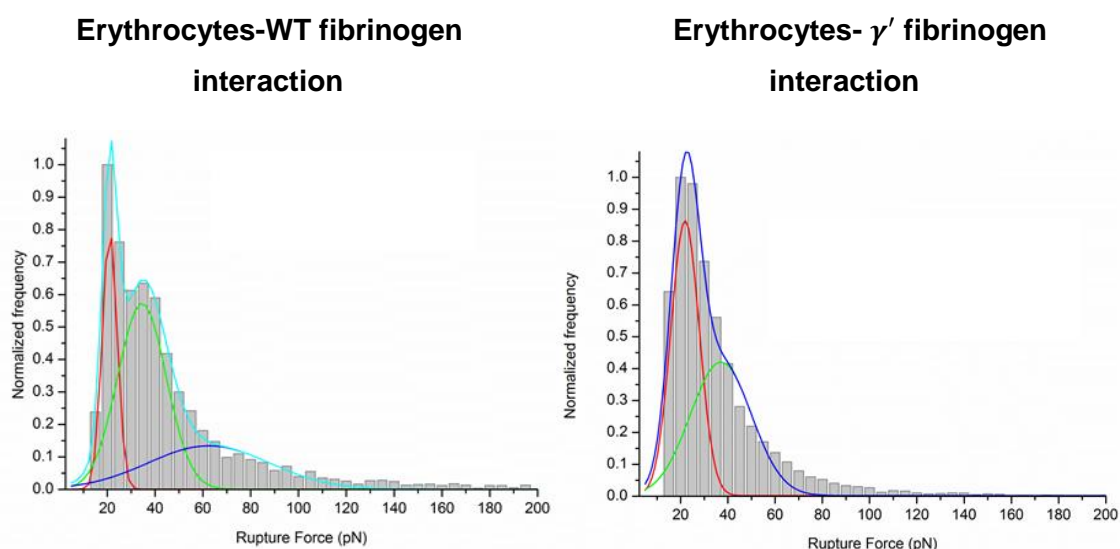 Erythrocytes-WT fibrinogen
interaction
Erythrocytes- γ′ fibrinogen
interaction
Normalized frequency
1.0
0.9
0.8
0.7
0.6
0.5
0.4
0.3
0.2
0.1
0.0
20 40 60 80 100 120 140 160 180 200
Rupture Force (pN)
Normalized frequency
1.0
0.9
0.8
0.7
0.6
0.5
0.4
0.3
0.2
0.1
0.0
20 40 60 80 100 120 140 160 180 200
Rupture Force (pN)